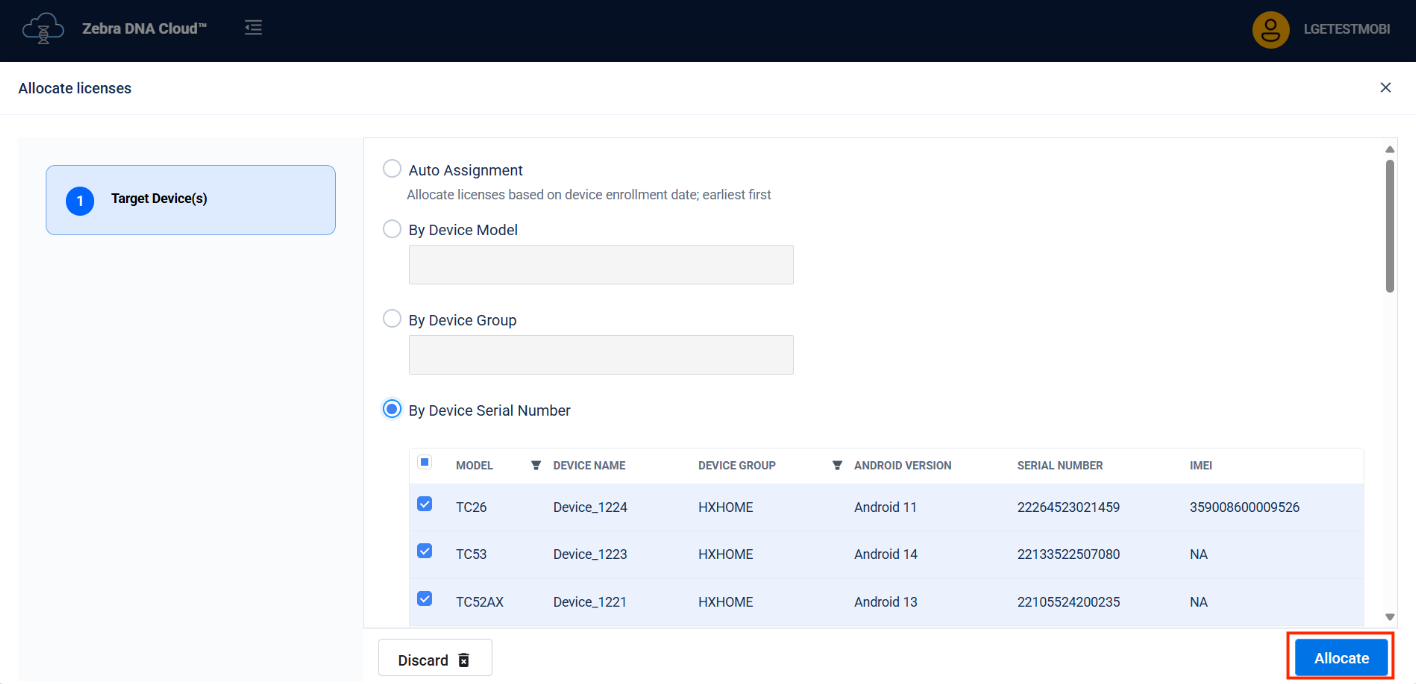 Zebra DNA Cloud™
LGETESTMOBI
Allocate licenses
1 Target Device(s)
Auto Assignment
Allocate licenses based on device enrollment date; earliest first
By Device Model
By Device Group
By Device Serial Number
MODEL DEVICE NAME DEVICE GROUP ANDROID VERSION SERIAL NUMBER IMEI
TC26 Device_1224 HXHOME Android 11 22264523021459 359008600009526
TC53 Device_1223 HXHOME Android 14 22133522507080 NA
TC52AX Device_1221 HXHOME Android 13 22105524200235 NA
Discard
Allocate